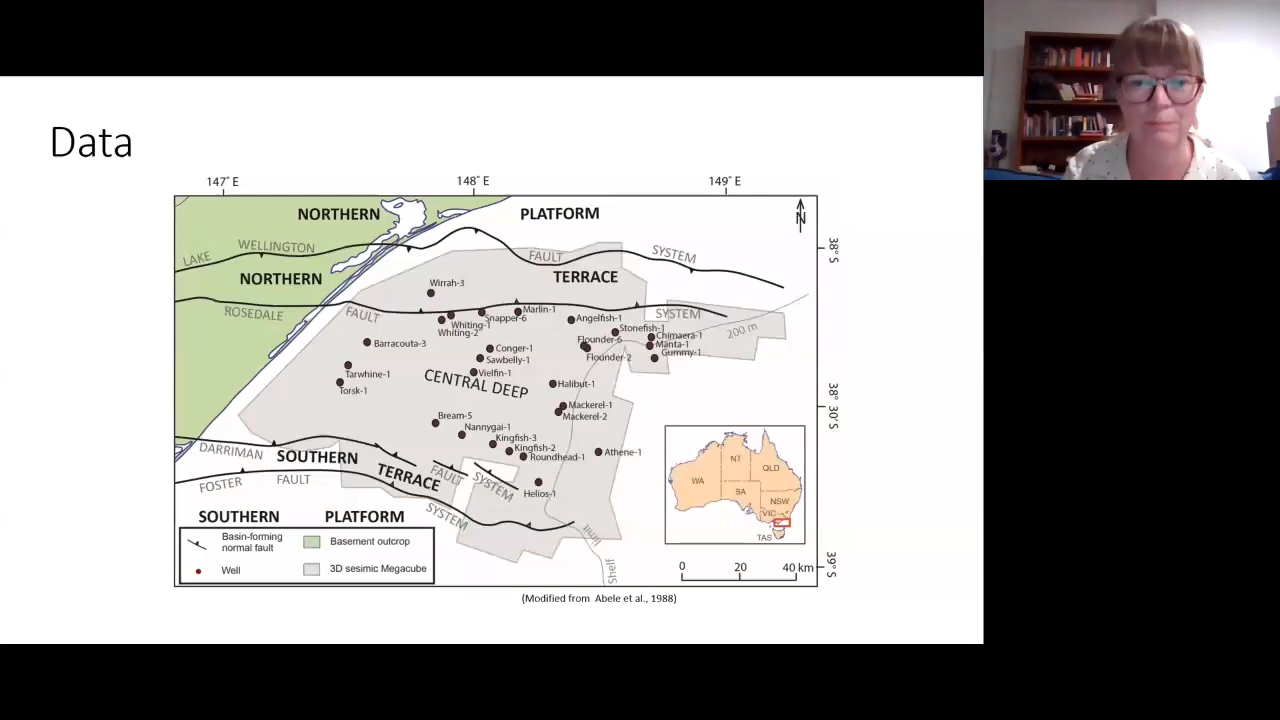 Data
147° E
148° E
149° E
NORTHERN
PLATFORM
N
38° S
LAKE
WELLINGTON
FAULT
SYSTEM
NORTHERN
TERRACE
Wirrah-3
ROSEDALE
FAULT
SYSTEM
Marlin-1
Snapper-6
Whiting-1
Whiting-2
Angelfish-1
Stonefish-1
200 m
Chimaera-1
Manta-1
Gummy-1
Flounder-6
Flounder-2
Barracouta-3
Conger-1
Sawbelly-1
Vielfin-1
Tarwhine-1
Torsk-1
CENTRAL DEEP
Halibut-1
Mackerel-1
Mackerel-2
38° 30'S
Bream-5
Nannygai-1
Kingfish-3
Kingfish-2
Roundhead-1
Athene-1
Helios-1
DARRIMAN
SOUTHERN
TERRACE
FAULT
SYSTEM
FOSTER
FAULT
SYSTEM
SOUTHERN
PLATFORM
Shelf
limit
WA
NT
QLD
SA
NSW
VIC
TAS
Basin-forming
normal fault
Basement outcrop
Well
3D sesimic Megacube
0
20
40 km
39° S
(Modified from Abele et al., 1988)